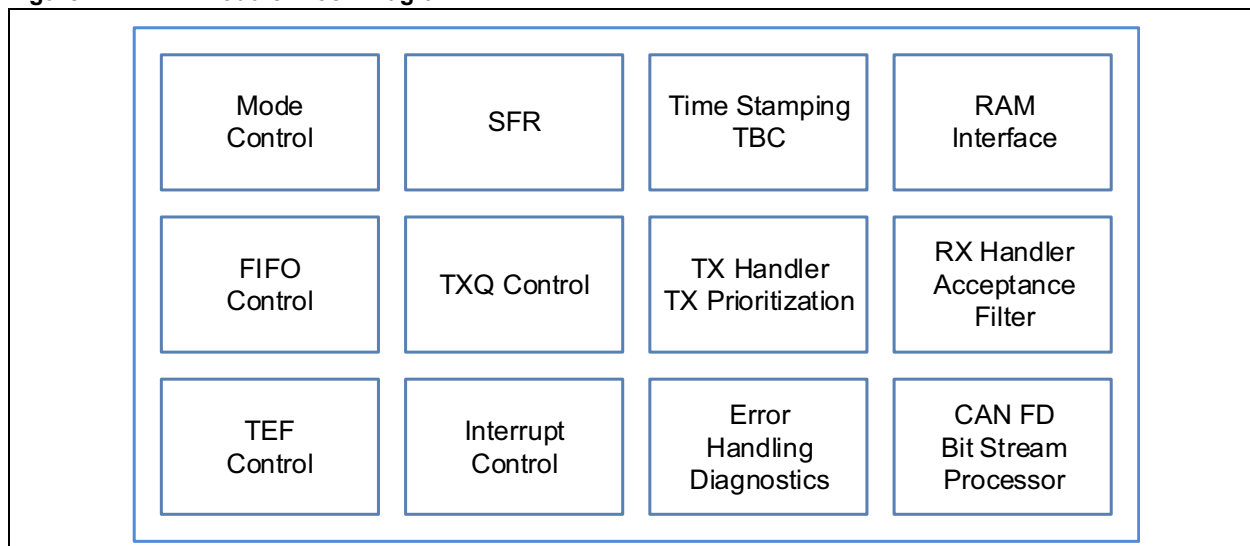 Mode
Control
SFR
Time Stamping
TBC
RAM
Interface
FIFO
Control
TXQ Control
TX Handler
TX Prioritization
RX Handler
Acceptance
Filter
TEF
Control
Interrupt
Control
Error
Handling
Diagnostics
CAN FD
Bit Stream
Processor